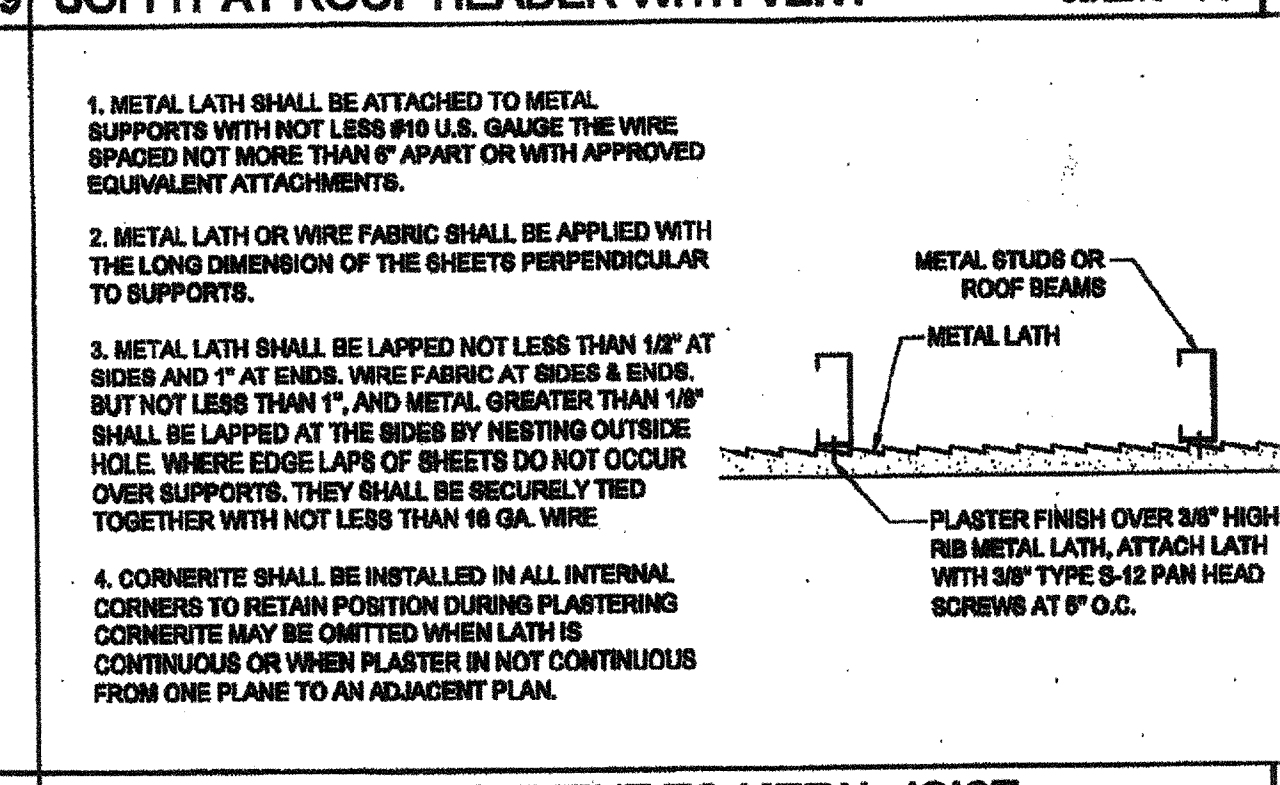 1. METAL LATH SHALL BE ATTACHED TO METAL
SUPPORTS WITH NOT LESS #10 U.S. GAUGE THE WIRE
SPACED NOT MORE THAN 6" APART OR WITH APPROVED
EQUIVALENT ATTACHMENTS.
2. METAL LATH OR WIRE FABRIC SHALL BE APPLIED WITH
THE LONG DIMENSION OF THE SHEETS PERPENDICULAR
TO SUPPORTS.
3. METAL LATH SHALL BE LAPPED NOT LESS THAN 1/2" AT
SIDES AND 1" AT ENDS. WIRE FABRIC AT SIDES & ENDS,
BUT NOT LESS THAN 1", AND METAL GREATER THAN 1/8"
SHALL BE LAPPED AT THE SIDES BY NESTING OUTSIDE
HOLE. WHERE EDGE LAPS OF SHEETS DO NOT OCCUR
OVER SUPPORTS. THEY SHALL BE SECURELY TIED
TOGETHER WITH NOT LESS THAN 18 GA. WIRE
4. CORNERITE SHALL BE INSTALLED IN ALL INTERNAL
CORNERS TO RETAIN POSITION DURING PLASTERING
CORNERITE MAY BE OMITTED WHEN LATH IS
CONTINUOUS OR WHEN PLASTER IN NOT CONTINUOUS
FROM ONE PLANE TO AN ADJACENT PLAN.
METAL STUDS OR
ROOF BEAMS
METAL LATH
PLASTER FINISH OVER 3/8" HIGH
RIB METAL LATH, ATTACH LATH
WITH 3/8" TYPE S-12 PAN HEAD
SCREWS AT 6" O.C.